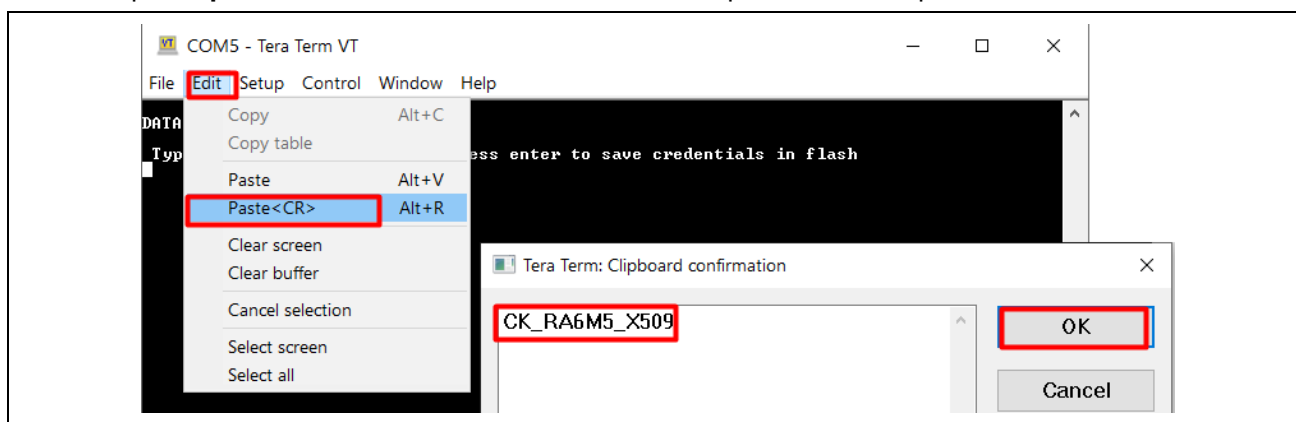 COM5 - Tera Term VT
File Edit Setup Control Window Help
DATA
Typ
ess enter to save credentials in flash
Copy Alt+C
Copy table
Paste Alt+V
Paste<CR> Alt+R
Clear screen
Clear buffer
Cancel selection
Select screen
Select all
Tera Term: Clipboard confirmation
CK_RA6M5_X509
OK
Cancel